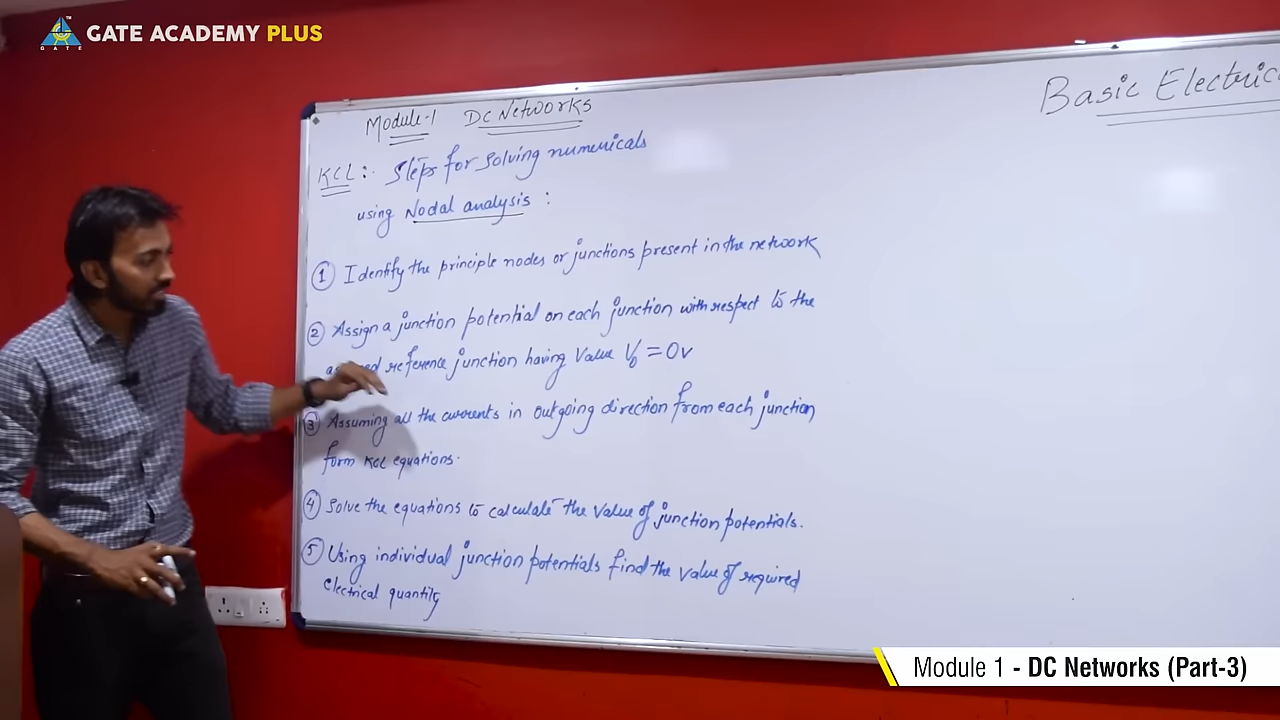 GATE ACADEMY PLUS
TM
GATE
Basic Electric
Module-1 DC Networks
KCL:- Steps for solving numericals
using Nodal analysis :
① Identify the principle nodes or junctions present in the network
② Assign a junction potential on each junction with respect to the
reference junction having value V₀ = 0v
③ Assuming all the currents in outgoing direction from each junction
form KCL equations.
④ Solve the equations to calculate the value of junction potentials.
⑤ Using individual junction potentials find the value of required
electrical quantity
Module 1 - DC Networks (Part-3)